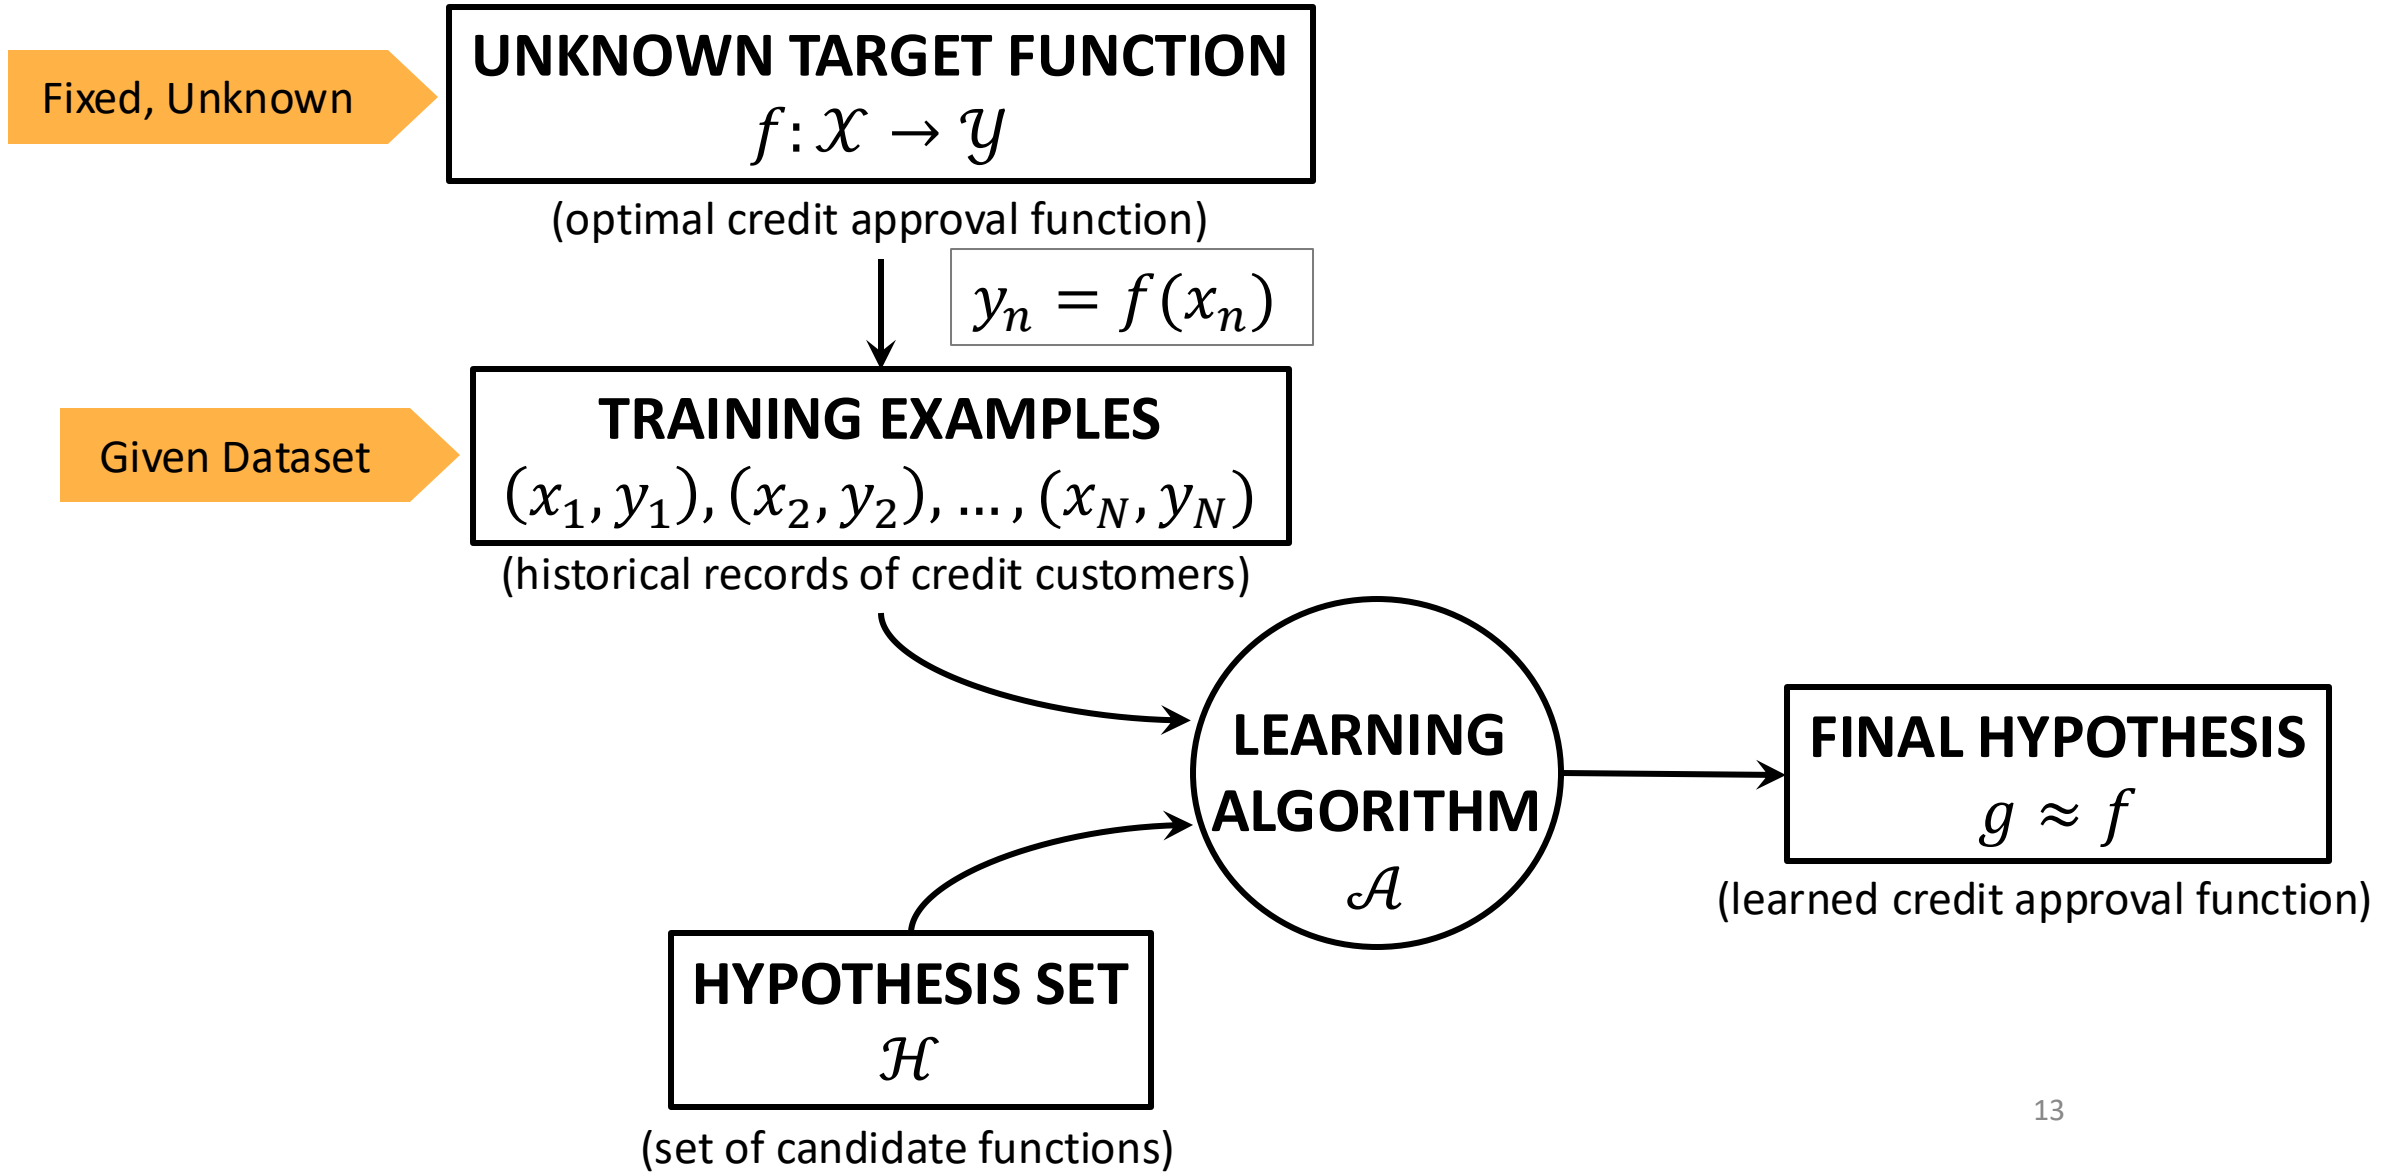 UNKNOWN TARGET FUNCTION
Fixed, Unknown
𝑓: 𝒳 → 𝒴
(optimal credit approval function)
𝑦ₙ = 𝑓(𝑥ₙ)
TRAINING EXAMPLES
Given Dataset
(𝑥₁, 𝑦₁), (𝑥₂, 𝑦₂), … , (𝑥_N, 𝑦_N)
(historical records of credit customers)
LEARNING
ALGORITHM
𝒜
FINAL HYPOTHESIS
𝑔 ≈ 𝑓
(learned credit approval function)
HYPOTHESIS SET
ℋ
(set of candidate functions)
13